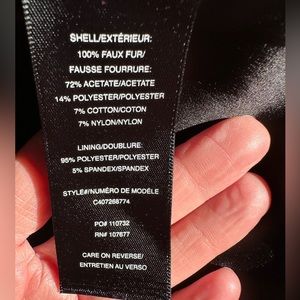 SHELL/EXTÉRIEUR:
100% FAUX FUR/
FAUSSE FOURRURE:
72% ACETATE/ACETATE
14% POLYESTER/POLYESTER
7% COTTON/COTON
7% NYLON/NYLON
LINING/DOUBLURE:
95% POLYESTER/POLYESTER
5% SPANDEX/SPANDEX
STYLE#/NUMÉRO DE MODÈLE
C407268774
PO# 110732
RN# 107677
CARE ON REVERSE/
ENTRETIEN AU VERSO